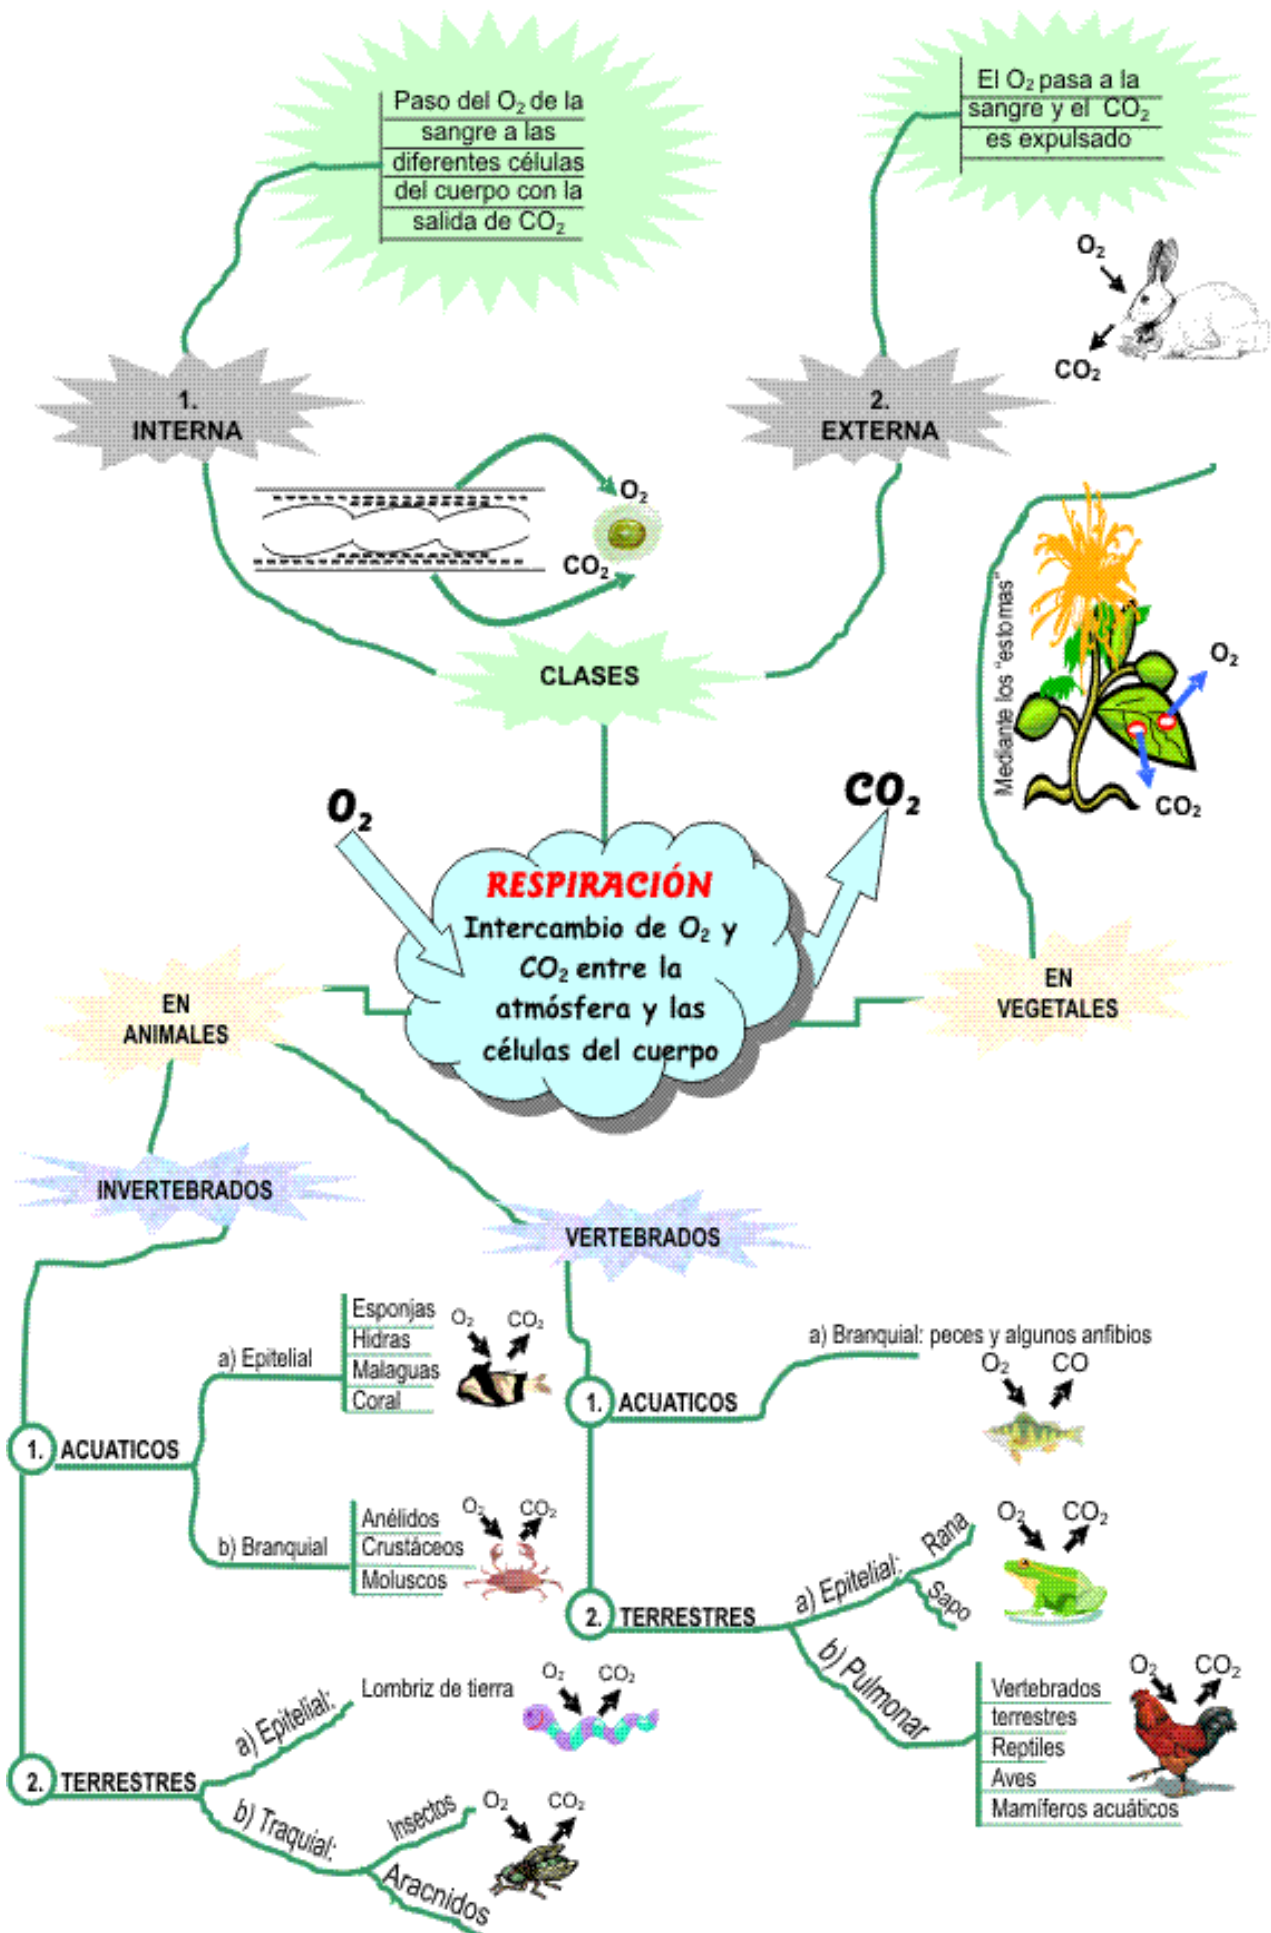 Paso del O₂ de la
sangre a las
diferentes células
del cuerpo con la
salida de CO₂
El O₂ pasa a la
sangre y el CO₂
es expulsado
O₂
CO₂
1.
INTERNA
2.
EXTERNA
O₂
CO₂
Mediante los "estomas"
O₂
CO₂
CLASES
O₂
CO₂
RESPIRACIÓN
Intercambio de O₂ y
CO₂ entre la
atmósfera y las
células del cuerpo
EN
ANIMALES
EN
VEGETALES
INVERTEBRADOS
1. ACUATICOS
a) Epitelial
Esponjas
Hidras
Malaguas
Coral
O₂ CO₂
b) Branquial
Anélidos
Crustáceos
Moluscos
O₂ CO₂
2. TERRESTRES
a) Epitelial:
Lombriz de tierra
O₂ CO₂
b) Traquial:
Insectos
Aracnidos
O₂ CO₂
VERTEBRADOS
1. ACUATICOS
a) Branquial: peces y algunos anfibios
O₂ CO
2. TERRESTRES
a) Epitelial:
Rana
Sapo
O₂ CO₂
b) Pulmonar
Vertebrados
terrestres
Reptiles
Aves
Mamíferos acuáticos
O₂ CO₂